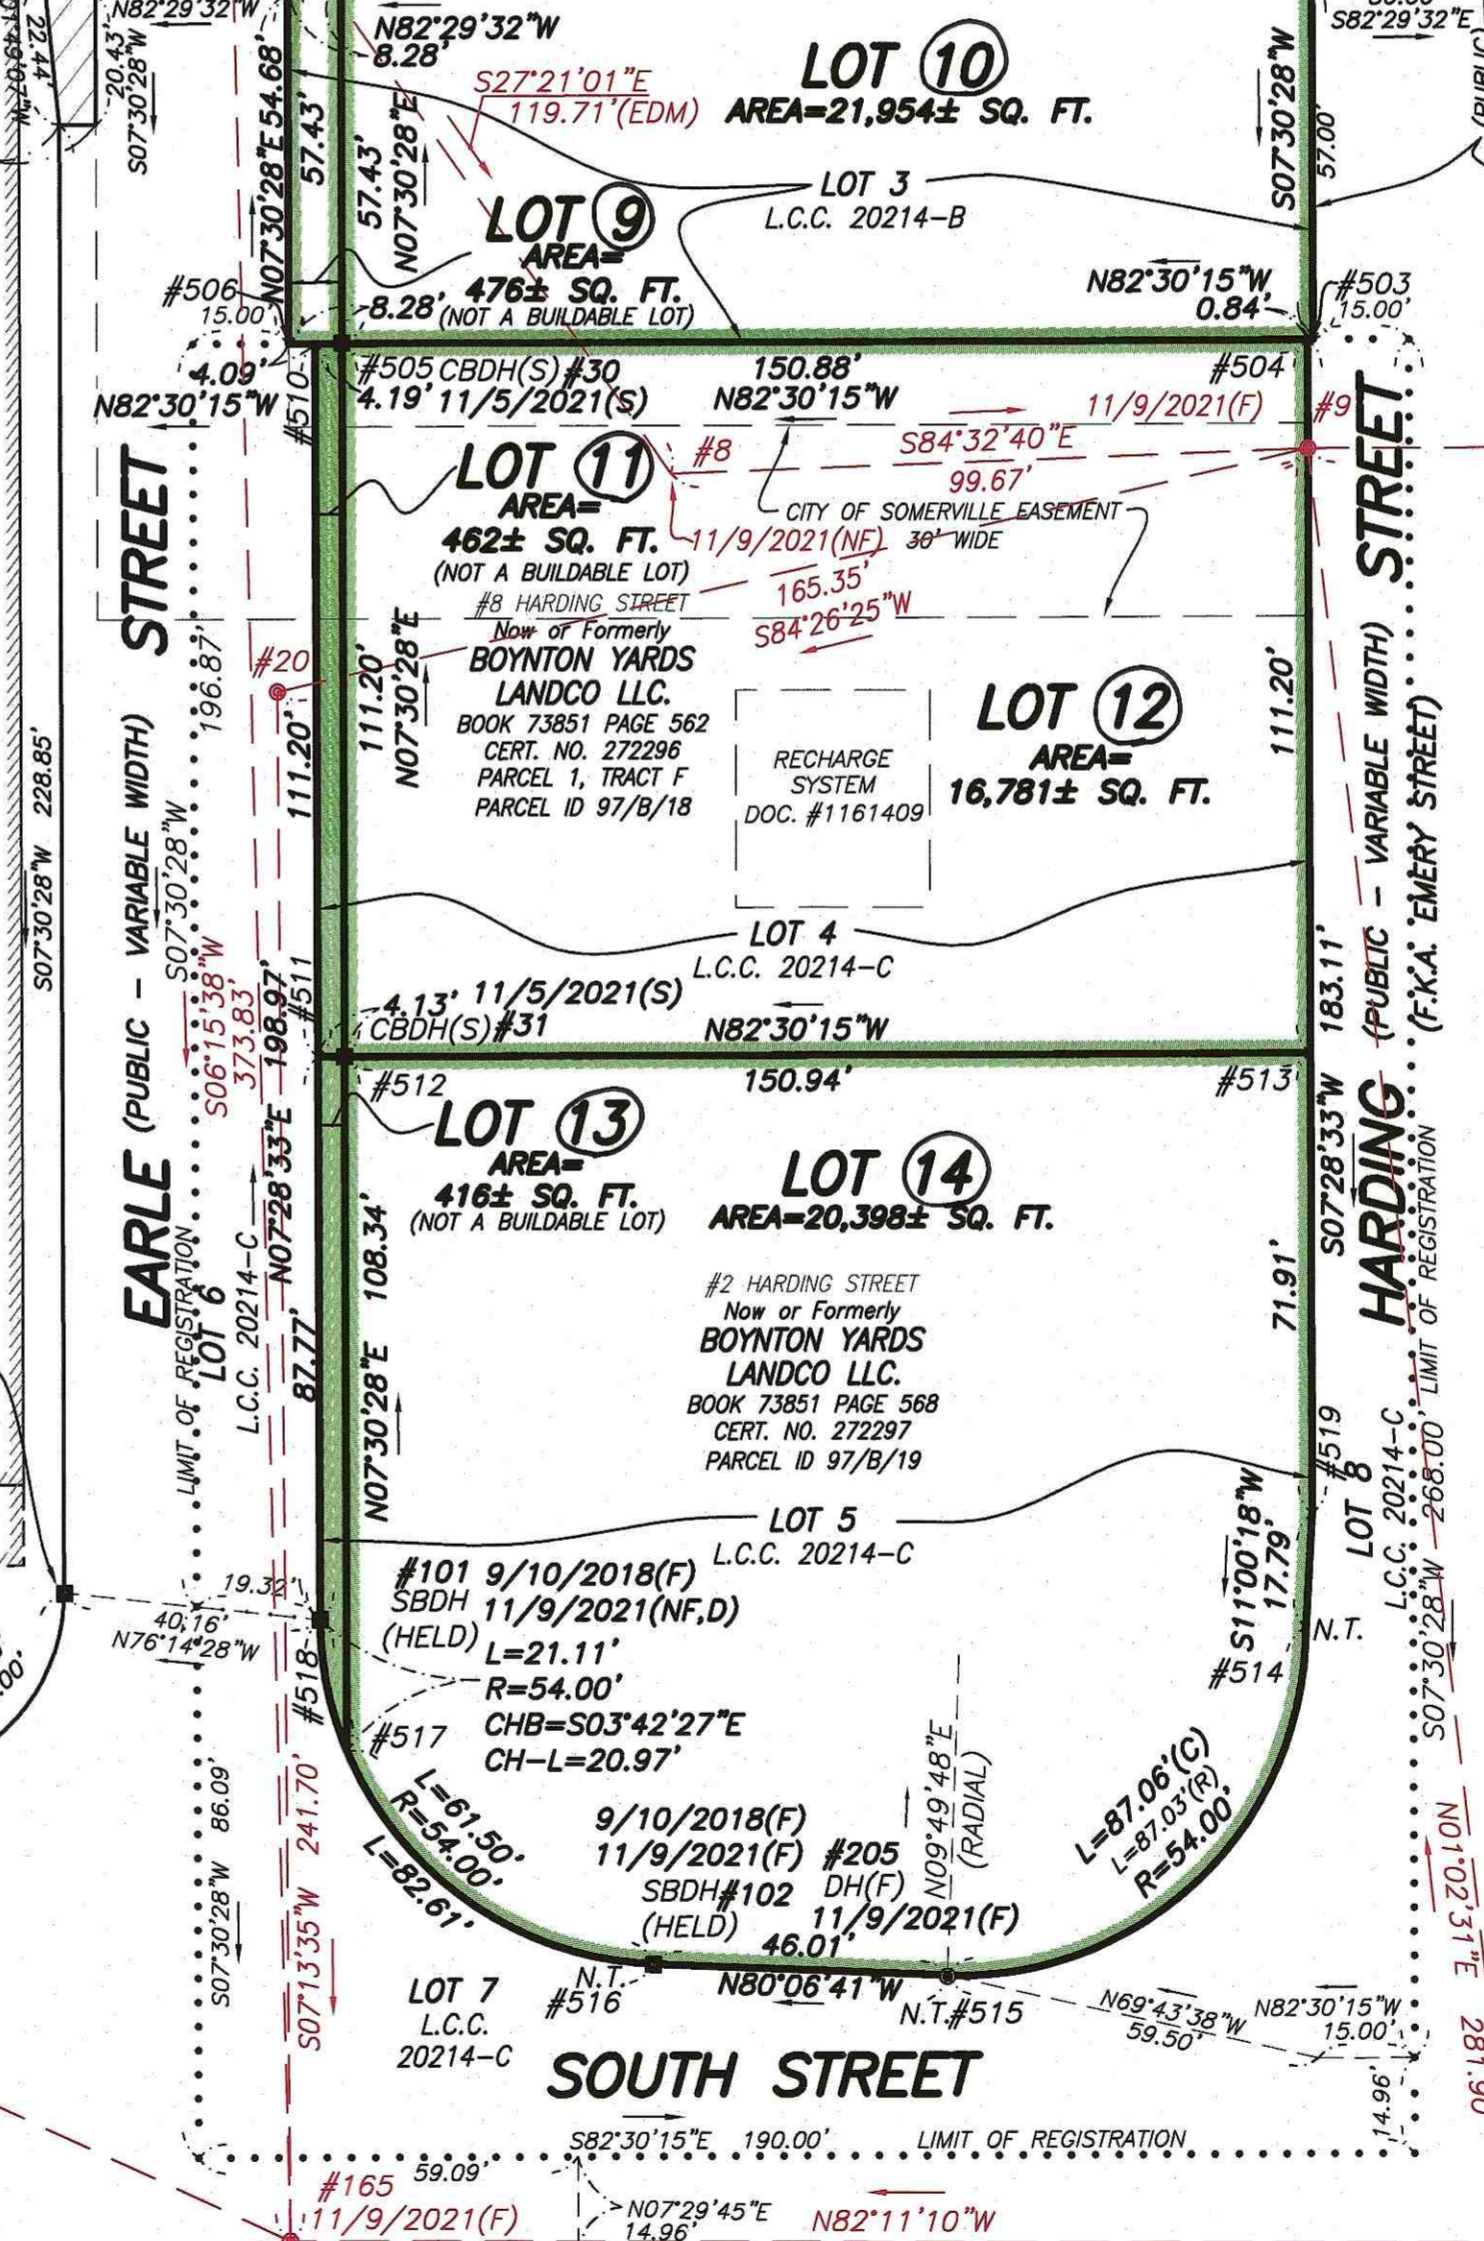 N82°29'32"W
22.44'
20.43'
S07°30'28"W
N07°30'28"E 54.68'
57.43'
N82°29'32"W
8.28'
57.43'
N07°30'28"E
S27°21'01"E
119.71'(EDM)
LOT 10
AREA=21,954± SQ. FT.
S82°29'32"E
S07°30'28"W
57.00'
LOT 3
L.C.C. 20214-B
LOT 9
AREA=
476± SQ. FT.
(NOT A BUILDABLE LOT)
8.28'
#506
15.00'
N82°30'15"W
0.84'
#503
15.00'
4.09'
N82°30'15"W
#510
#505 CBDH(S) #30
4.19' 11/5/2021(S)
150.88'
N82°30'15"W
#504
11/9/2021(F)
#9
S84°32'40"E
99.67'
#8
LOT 11
AREA=
462± SQ. FT.
(NOT A BUILDABLE LOT)
11/9/2021(NF)
CITY OF SOMERVILLE EASEMENT
30' WIDE
165.35'
S84°26'25"W
#8 HARDING STREET
Now or Formerly
BOYNTON YARDS
LANDCO LLC.
BOOK 73851 PAGE 562
CERT. NO. 272296
PARCEL 1, TRACT F
PARCEL ID 97/B/18
RECHARGE
SYSTEM
DOC. #1161409
LOT 12
AREA=
16,781± SQ. FT.
#20
111.20'
111.20'
N07°30'28"E
111.20'
196.87'
S07°30'28"W
S07°30'28"W 228.85'
EARLE STREET
(PUBLIC - VARIABLE WIDTH)
HARDING STREET
(PUBLIC - VARIABLE WIDTH)
(F.K.A. EMERY STREET)
S06°15'38"W
373.83'
N07°28'33"E 198.97'
#511
LOT 4
L.C.C. 20214-C
4.13' 11/5/2021(S)
CBDH(S) #31
N82°30'15"W
150.94'
#512
#513
183.11'
S07°28'33"W
LOT 13
AREA=
416± SQ. FT.
(NOT A BUILDABLE LOT)
LOT 14
AREA=20,398± SQ. FT.
#2 HARDING STREET
Now or Formerly
BOYNTON YARDS
LANDCO LLC.
BOOK 73851 PAGE 568
CERT. NO. 272297
PARCEL ID 97/B/19
108.34'
N07°30'28"E
87.77'
71.91'
LIMIT OF REGISTRATION
LOT 6
L.C.C. 20214-C
LIMIT OF REGISTRATION
LOT 8
L.C.C. 20214-C
S07°30'28"W 268.00'
#519
LOT 5
L.C.C. 20214-C
S11°00'18"W
17.79'
N.T.
#514
19.32'
40.16'
N76°14'28"W
#518
#101 9/10/2018(F)
SBDH 11/9/2021(NF,D)
(HELD)
L=21.11'
R=54.00'
CHB=S03°42'27"E
CH-L=20.97'
#517
L=61.50'
R=54.00'
L=82.61'
9/10/2018(F)
11/9/2021(F)
SBDH #102
(HELD)
#205
DH(F)
11/9/2021(F)
N09°49'48"E
(RADIAL)
L=87.06'(C)
L=87.03'(R)
R=54.00'
46.01'
N80°06'41"W
N.T.
#516
N.T. #515
N69°43'38"W
59.50'
N82°30'15"W
15.00'
14.96'
N01°02'31"E 281.90
S07°30'28"W 86.09'
S07°13'35"W 241.70'
LOT 7
L.C.C.
20214-C
SOUTH STREET
S82°30'15"E 190.00' LIMIT OF REGISTRATION
59.09'
#165
11/9/2021(F)
N07°29'45"E
14.96'
N82°11'10"W